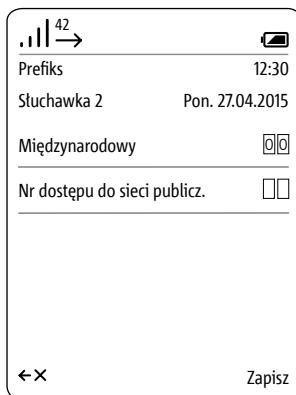 42
Prefiks 12:30
Słuchawka 2 Pon. 27.04.2015
Międzynarodowy 00
Nr dostępu do sieci publicz.
Zapisz